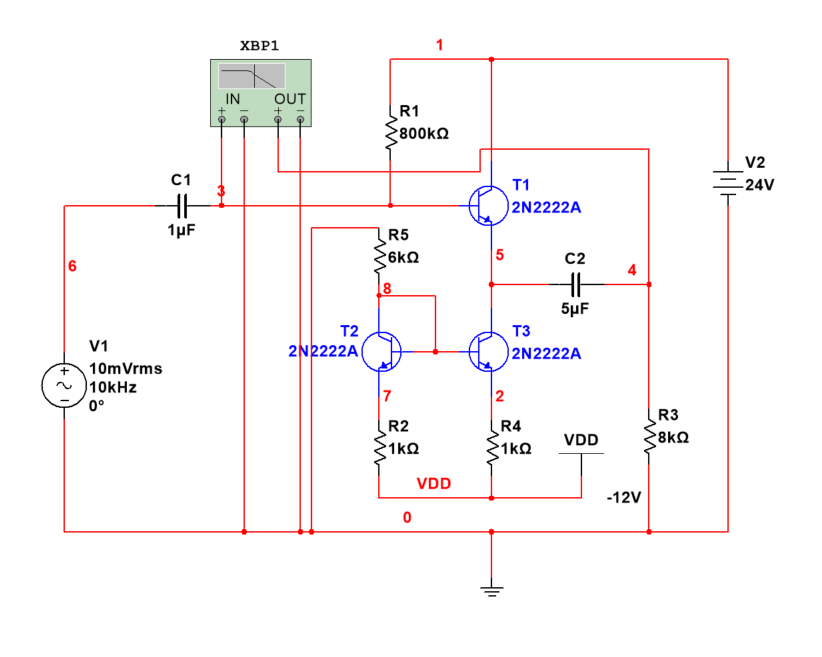 XBP1
1
IN
OUT
+
−
+
−
R1
800kΩ
V2
24V
C1
1µF
3
T1
2N2222A
R5
6kΩ
5
C2
5µF
4
6
8
T2
2N2222A
T3
2N2222A
V1
+
−
10mVrms
10kHz
0°
7
2
R2
1kΩ
R4
1kΩ
R3
8kΩ
VDD
VDD
-12V
0